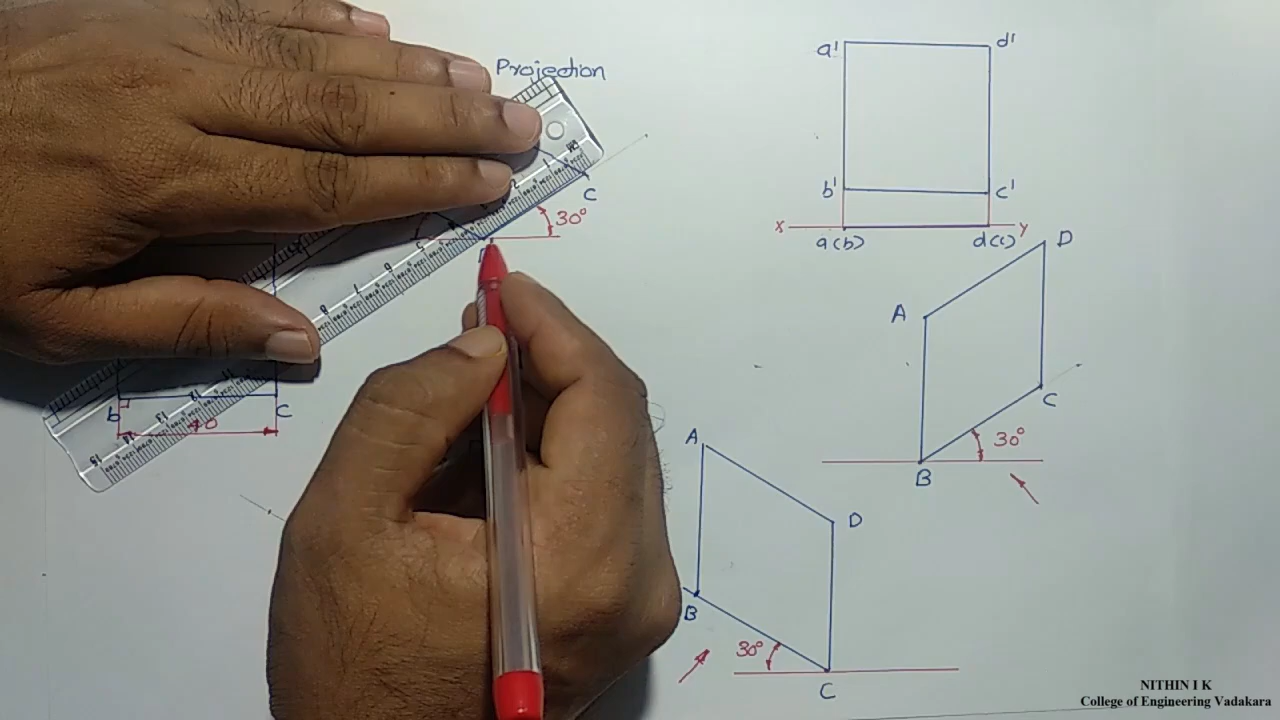 Projection
C
30°
b
C
40
a'
d'
b'
c'
x
y
a(b)
d(c)
D
A
C
30°
B
A
D
B
30°
C
NITHIN I K
College of Engineering Vadakara